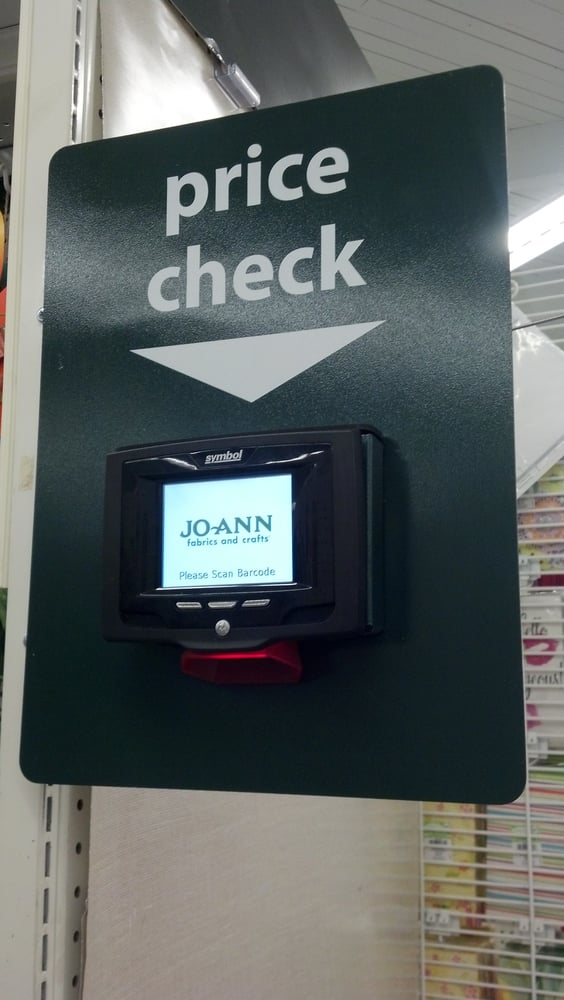 price
check
symbol
JO-ANN
fabrics and crafts
Please Scan Barcode